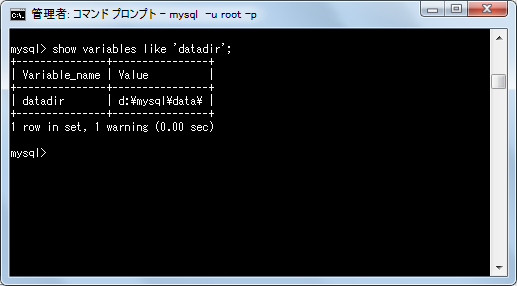 管理者: コマンド プロンプト - mysql  -u root -p
mysql> show variables like 'datadir';
+---------------+----------------+
| Variable_name | Value          |
+---------------+----------------+
| datadir       | d:¥mysql¥data¥ |
+---------------+----------------+
1 row in set, 1 warning (0.00 sec)
mysql>